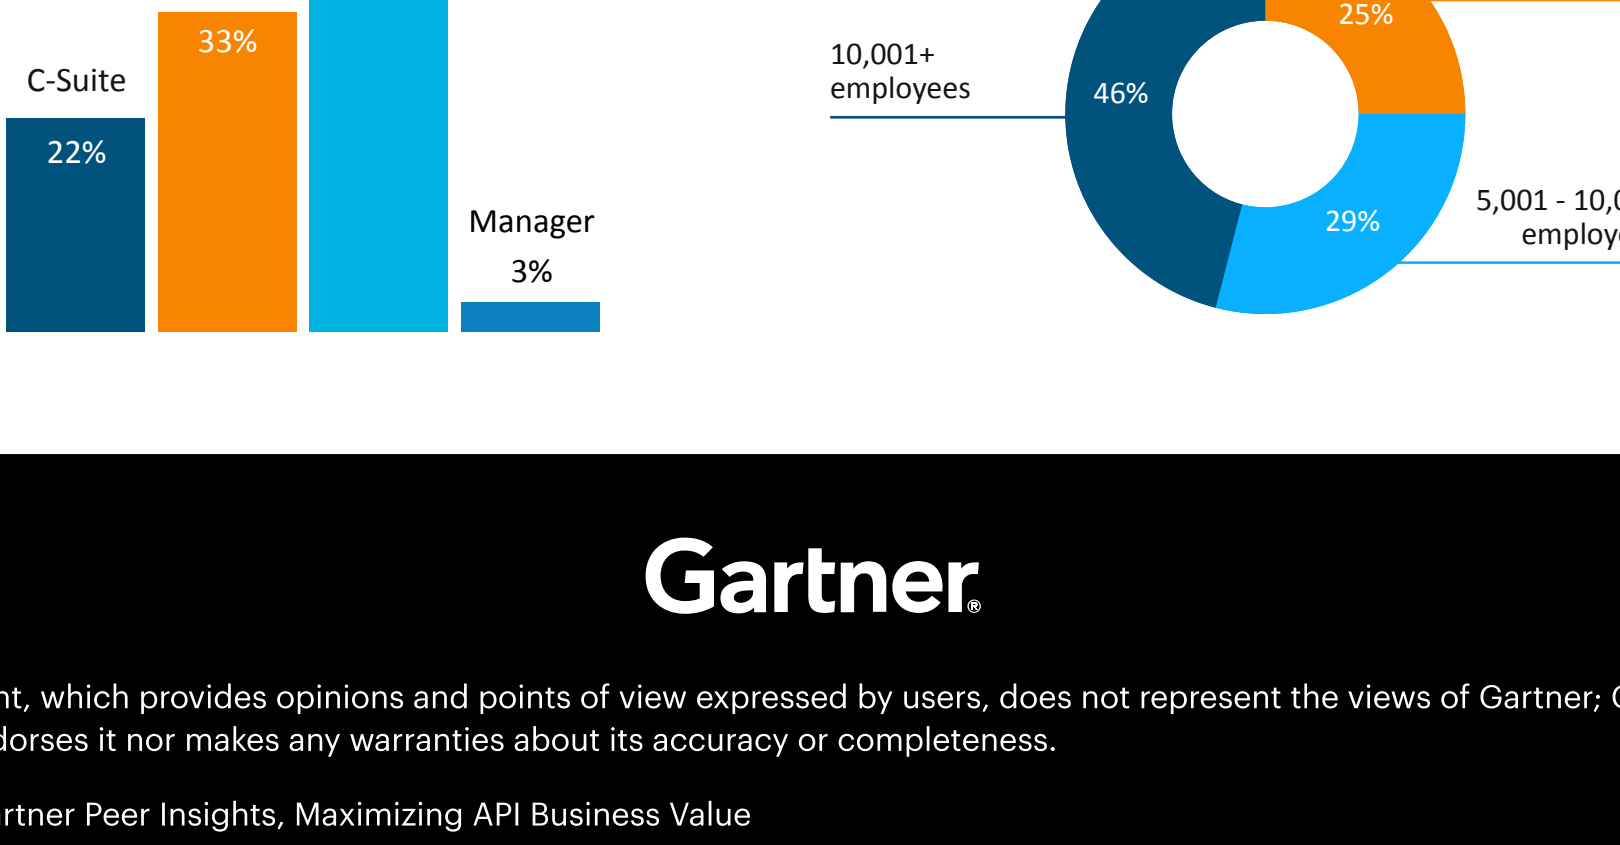 33%
C-Suite
22%
Manager
3%
25%
10,001+
employees
46%
29%
5,001 - 10,0
employ
Gartner®
nt, which provides opinions and points of view expressed by users, does not represent the views of Gartner;
dorses it nor makes any warranties about its accuracy or completeness.
rtner Peer Insights, Maximizing API Business Value